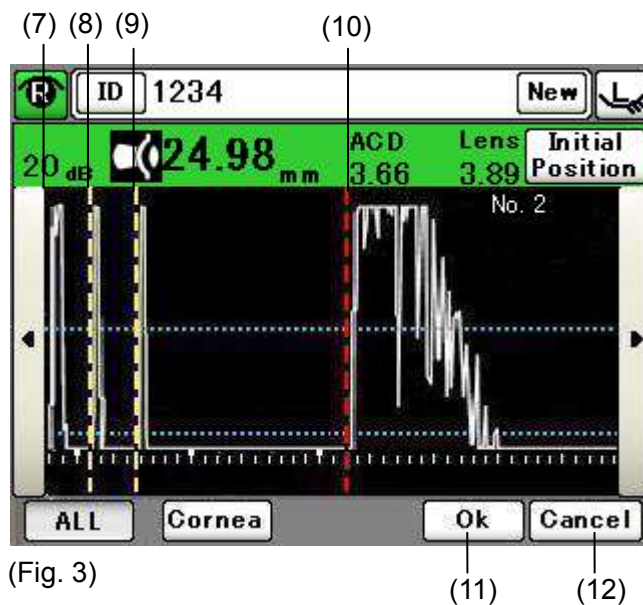 (7) (8) (9) (10)
R ID 1234 New L
20 dB 24.98 mm ACD 3.66 Lens 3.89 Initial Position
No. 2
ALL Cornea Ok Cancel
(Fig. 3)
(11) (12)